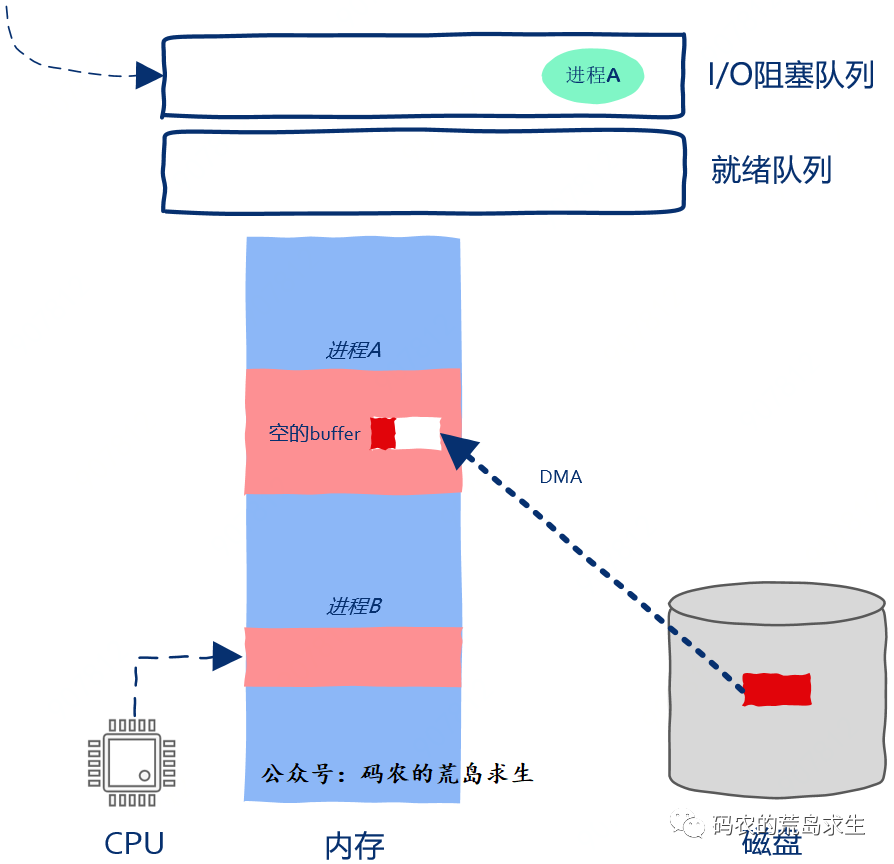 进程A
I/O阻塞队列
就绪队列
进程A
空的buffer
DMA
进程B
公众号：码农的荒岛求生
码农的荒岛求生
CPU
内存
磁盘